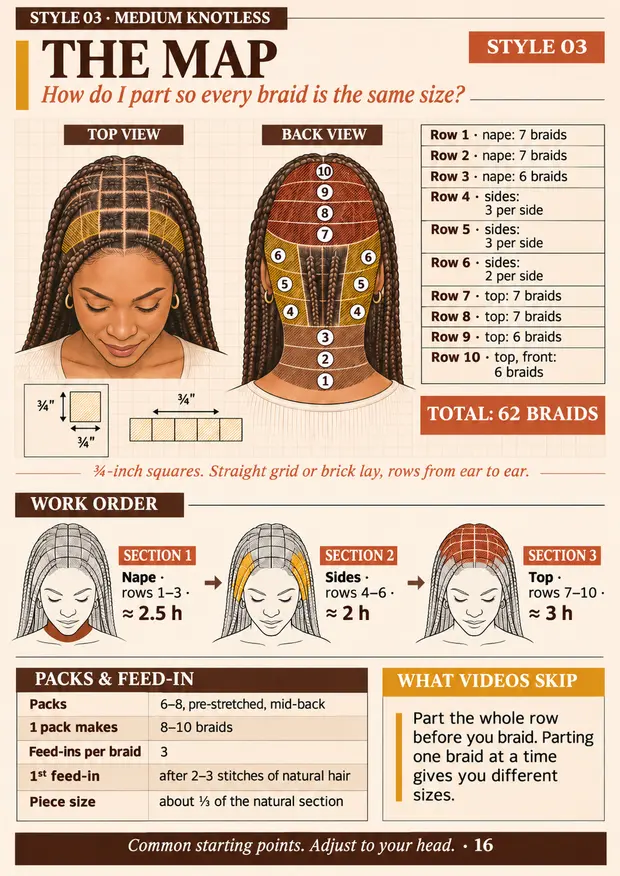 STYLE 03 · MEDIUM KNOTLESS
THE MAP
STYLE 03
How do I part so every braid is the same size?
TOP VIEW
BACK VIEW
10
9
8
7
6
6
5
5
4
4
3
2
1
Row 1 · nape: 7 braids
Row 2 · nape: 7 braids
Row 3 · nape: 6 braids
Row 4 · sides:
3 per side
Row 5 · sides:
3 per side
Row 6 · sides:
2 per side
Row 7 · top: 7 braids
Row 8 · top: 7 braids
Row 9 · top: 6 braids
Row 10 · top, front:
6 braids
TOTAL: 62 BRAIDS
¾"
¾"
¾"
¾-inch squares. Straight grid or brick lay, rows from ear to ear.
WORK ORDER
SECTION 1
Nape ·
rows 1–3 ·
≈ 2.5 h
SECTION 2
Sides ·
rows 4–6 ·
≈ 2 h
SECTION 3
Top ·
rows 7–10 ·
≈ 3 h
PACKS & FEED-IN
Packs 6–8, pre-stretched, mid-back
1 pack makes 8–10 braids
Feed-ins per braid 3
1st feed-in after 2–3 stitches of natural hair
Piece size about ⅓ of the natural section
WHAT VIDEOS SKIP
Part the whole row
before you braid. Parting
one braid at a time
gives you different
sizes.
Common starting points. Adjust to your head. · 16